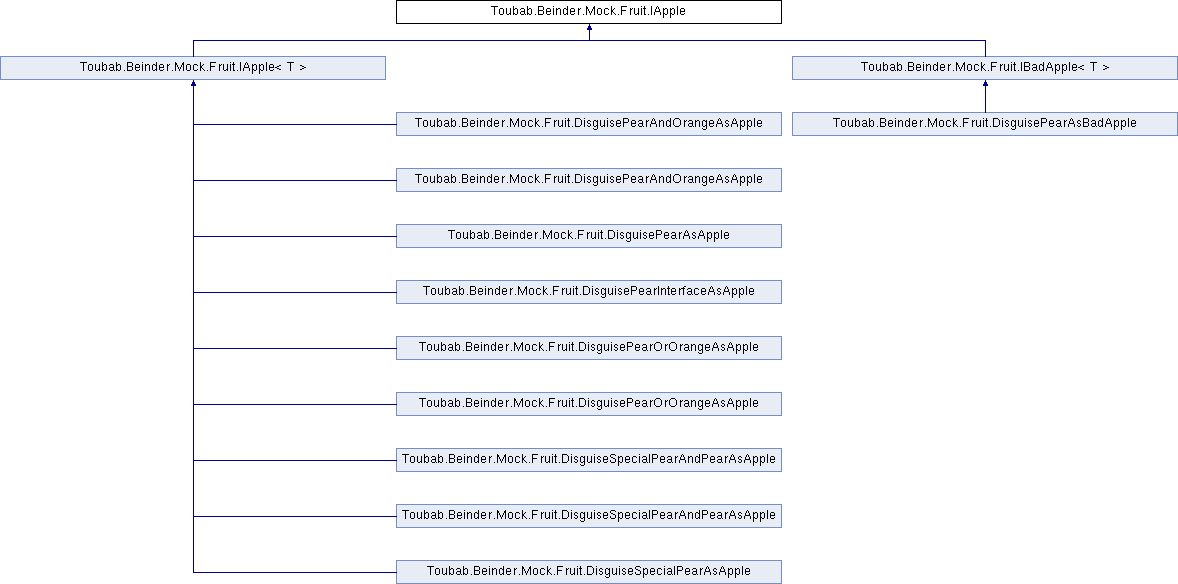 Toubab.Beinder.Mock.Fruit.IApple
Toubab.Beinder.Mock.Fruit.IApple< T >
Toubab.Beinder.Mock.Fruit.IBadApple< T >
Toubab.Beinder.Mock.Fruit.DisguisePearAndOrangeAsApple
Toubab.Beinder.Mock.Fruit.DisguisePearAsBadApple
Toubab.Beinder.Mock.Fruit.DisguisePearAndOrangeAsApple
Toubab.Beinder.Mock.Fruit.DisguisePearAsApple
Toubab.Beinder.Mock.Fruit.DisguisePearInterfaceAsApple
Toubab.Beinder.Mock.Fruit.DisguisePearOrOrangeAsApple
Toubab.Beinder.Mock.Fruit.DisguisePearOrOrangeAsApple
Toubab.Beinder.Mock.Fruit.DisguiseSpecialPearAndPearAsApple
Toubab.Beinder.Mock.Fruit.DisguiseSpecialPearAndPearAsApple
Toubab.Beinder.Mock.Fruit.DisguiseSpecialPearAsApple